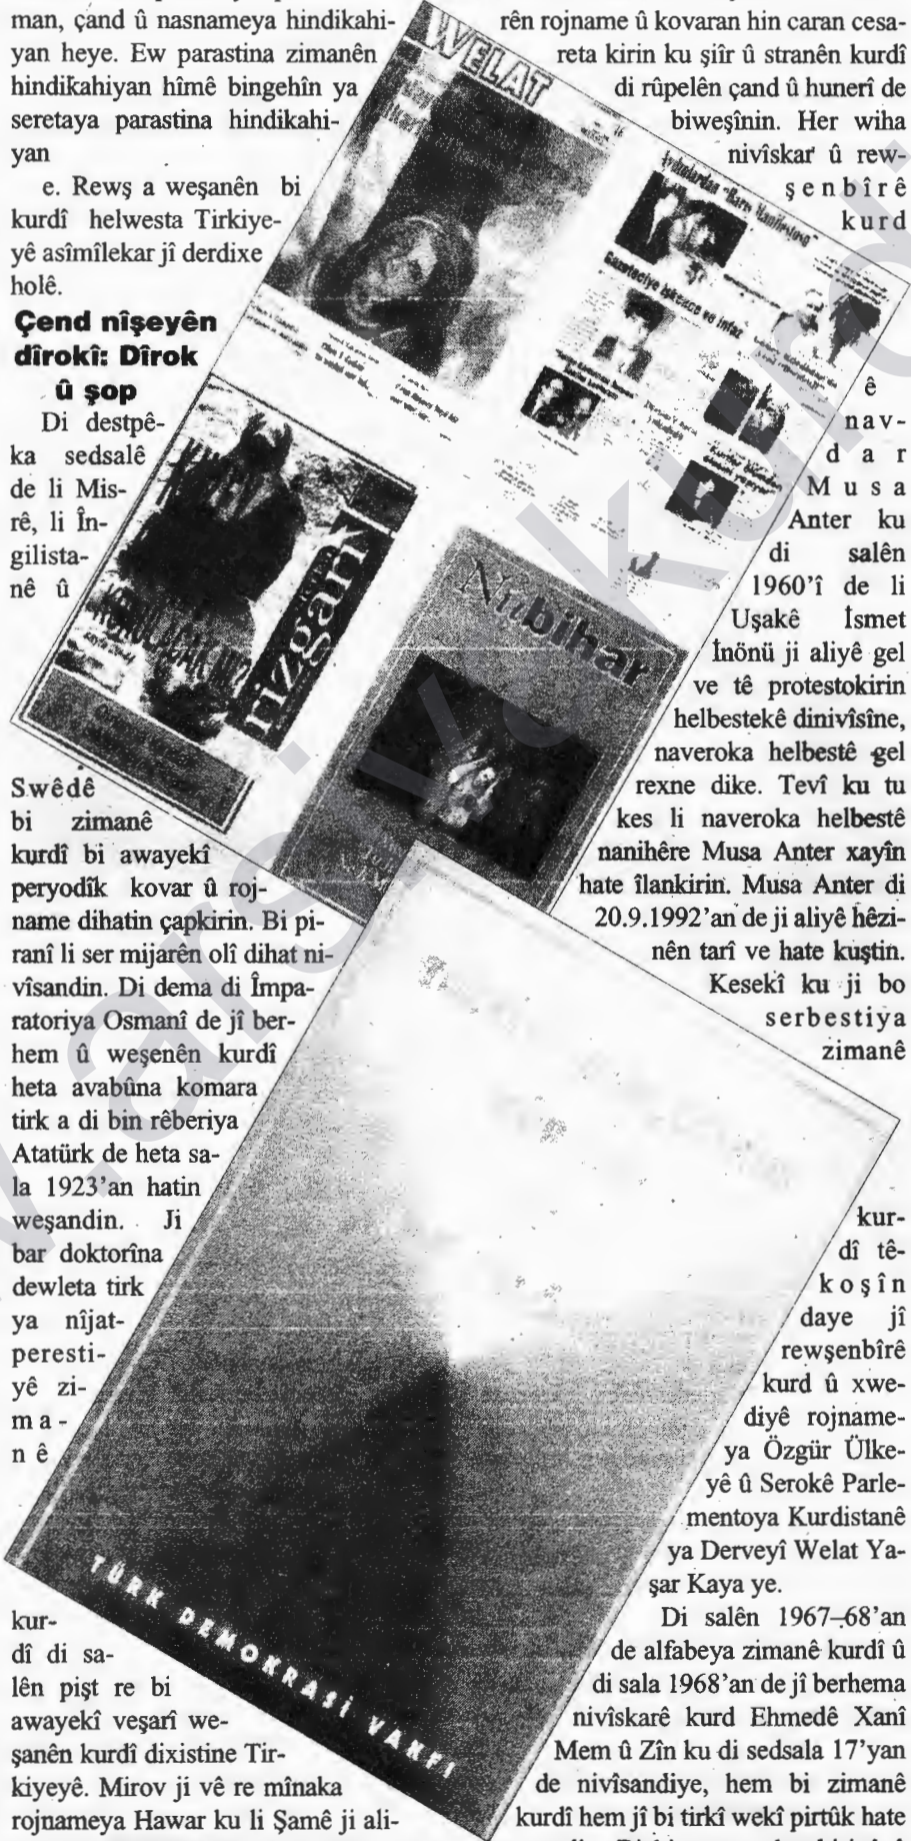 man, çand û nasnameya hindikahi-
yan heye. Ew parastina zimanên
hindikahiyan hîmê bingehîn ya
seretaya parastina hindikahi-
yan
e. Rewş a weşanên bi
kurdî helwesta Tirkiye-
yê asîmîlekar jî derdixe
holê.
Çend nîşeyên
dîrokî: Dîrok
û şop
Di destpê-
ka sedsalê
de li Mis-
rê, li În-
gilista-
nê û
Swêdê
bi zimanê
kurdî bi awayekî
peryodîk kovar û roj-
name dihatin çapkirin. Bi pi-
ranî li ser mijarên olî dihat ni-
vîsandin. Di dema di Împa-
ratoriya Osmanî de jî ber-
hem û weşenên kurdî
heta avabûna komara
tirk a di bin rêberiya
Atatürk de heta sa-
la 1923'an hatin
weşandin. Ji
bar doktorîna
dewleta tirk
ya nîjat-
peresti-
yê zi-
ma-
nê
kur-
dî di sa-
lên pişt re bi
awayekî veşarî we-
şanên kurdî dixistine Tir-
kiyeyê. Mirov ji vê re mînaka
rojnameya Hawar ku li Şamê ji ali-
rên rojname û kovaran hin caran cesa-
reta kirin ku şiîr û stranên kurdî
di rûpelên çand û hunerî de
biweşînin. Her wiha
nivîskar û rew-
şenbîrê
kurd
ê
nav-
dar
Musa
Anter ku
di salên
1960'î de li
Uşakê İsmet
İnönü ji aliyê gel
ve tê protestokirin
helbestekê dinivîsîne,
naveroka helbestê gel
rexne dike. Tevî ku tu
kes li naveroka helbestê
nanihêre Musa Anter xayîn
hate îlankirin. Musa Anter di
20.9.1992'an de ji aliyê hêzi-
nên tarî ve hate kuştin.
Kesekî ku ji bo
serbestiya
zimanê
kur-
dî tê-
koşîn
daye jî
rewşenbîrê
kurd û xwe-
diyê rojname-
ya Özgür Ülke-
yê û Serokê Parle-
mentoya Kurdistanê
ya Derveyî Welat Ya-
şar Kaya ye.
Di salên 1967–68'an
de alfabeya zimanê kurdî û
di sala 1968'an de jî berhema
nivîskarê kurd Ehmedê Xanî
Mem û Zîn ku di sedsala 17'yan
de nivîsandiye, hem bi zimanê
kurdî hem jî bi tirkî wekî pirtûk hate
WELAT
Gazeteciye işkence ve infaz
rizgarî
Nûbihar
TÜRK DEMOKRASİ VAKFI